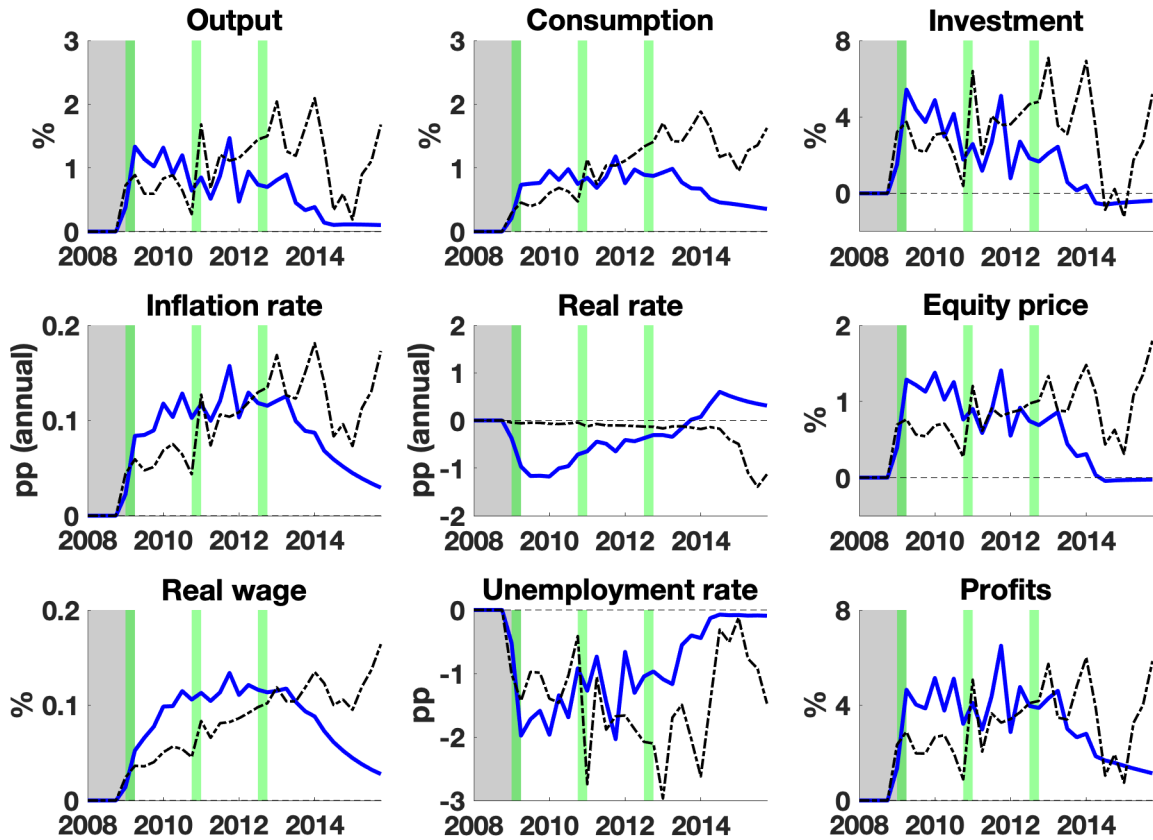 Output
3
2
1
0
%
2008 2010 2012 2014
Consumption
3
2
1
0
%
2008 2010 2012 2014
Investment
8
4
0
%
2008 2010 2012 2014
Inflation rate
0.2
0.1
0
pp (annual)
2008 2010 2012 2014
Real rate
2
1
0
-1
-2
pp (annual)
2008 2010 2012 2014
Equity price
2
1
0
%
2008 2010 2012 2014
Real wage
0.2
0.1
0
%
2008 2010 2012 2014
Unemployment rate
0
-1
-2
-3
pp
2008 2010 2012 2014
Profits
8
4
0
%
2008 2010 2012 2014